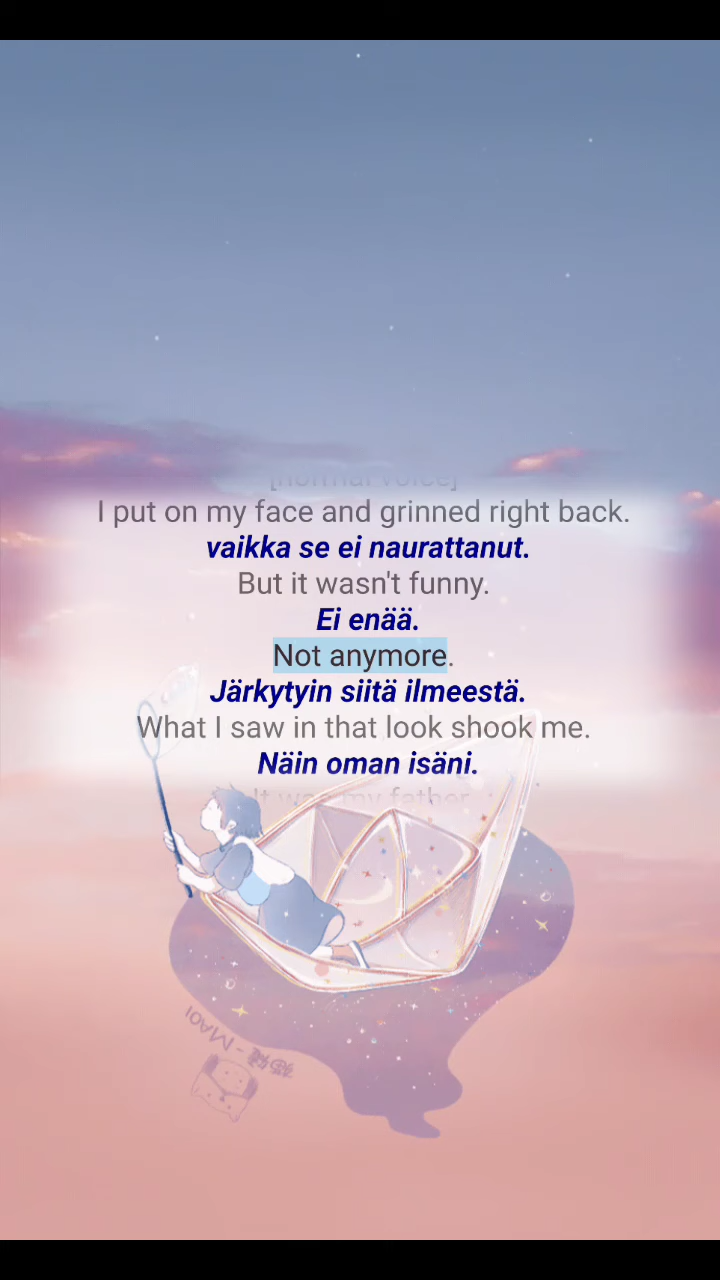 [normal voice]
I put on my face and grinned right back.
vaikka se ei naurattanut.
But it wasn't funny.
Ei enää.
Not anymore.
Järkytyin siitä ilmeestä.
What I saw in that look shook me.
Näin oman isäni.
It was my father
MAOI